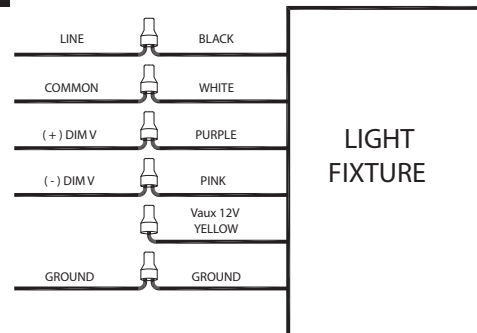 LINE BLACK
COMMON WHITE
( + ) DIM V PURPLE
( - ) DIM V PINK
Vaux 12V
YELLOW
GROUND GROUND
LIGHT
FIXTURE